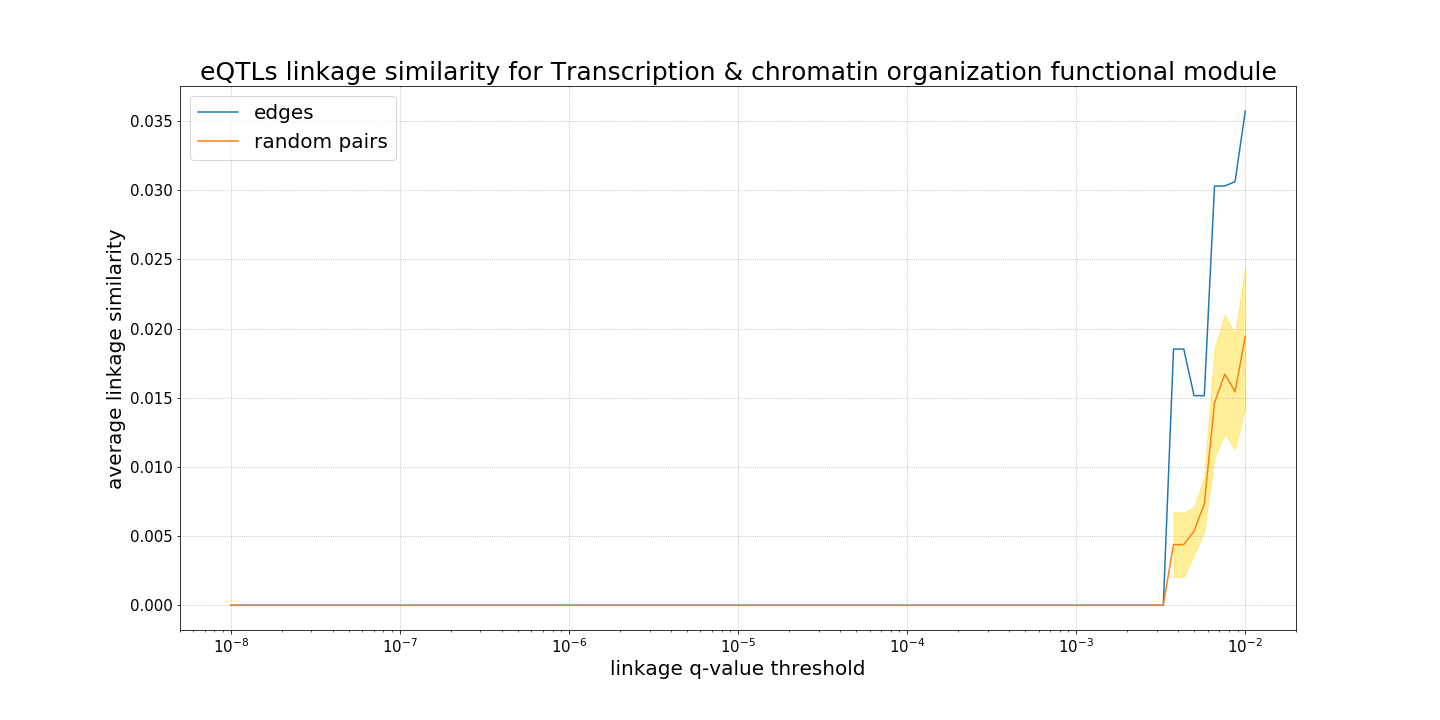 eQTLs linkage similarity for Transcription & chromatin organization functional module
edges
random pairs
average linkage similarity
0.035
0.030
0.025
0.020
0.015
0.010
0.005
0.000
10⁻⁸ 10⁻⁷ 10⁻⁶ 10⁻⁵ 10⁻⁴ 10⁻³ 10⁻²
linkage q-value threshold